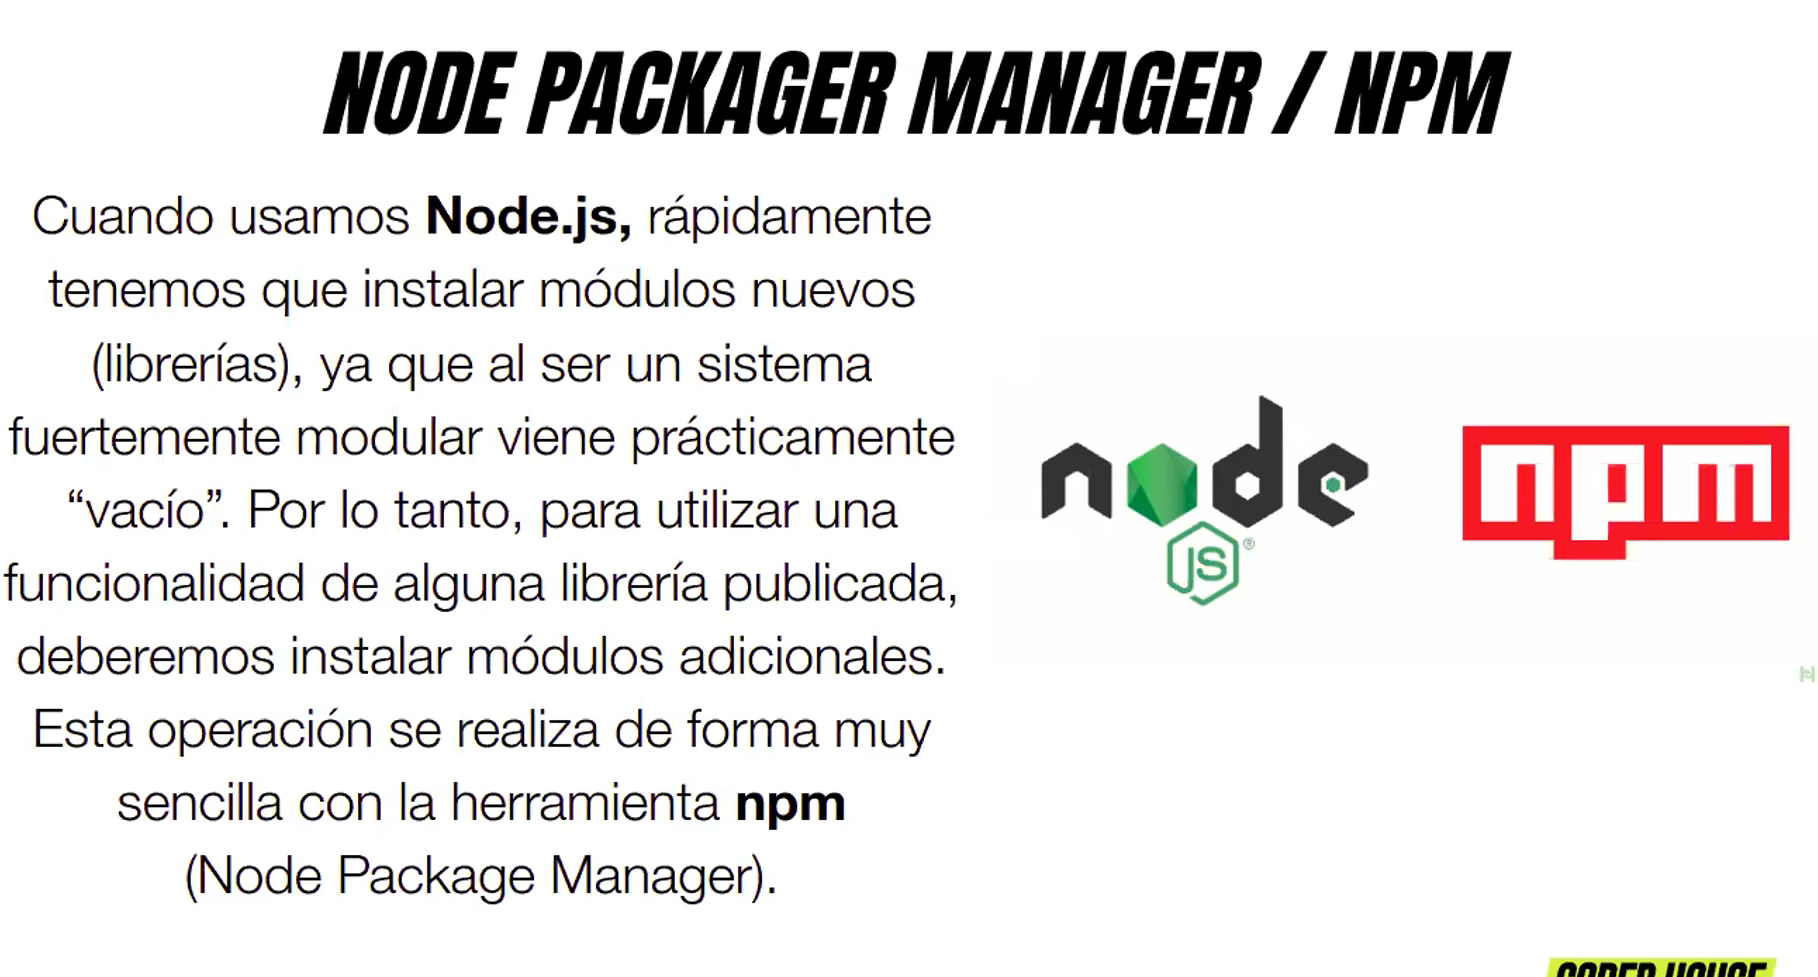 NODE PACKAGER MANAGER / NPM
Cuando usamos Node.js, rápidamente
tenemos que instalar módulos nuevos
(librerías), ya que al ser un sistema
fuertemente modular viene prácticamente
“vacío”. Por lo tanto, para utilizar una
funcionalidad de alguna librería publicada,
deberemos instalar módulos adicionales.
Esta operación se realiza de forma muy
sencilla con la herramienta npm
(Node Package Manager).
node
JS®
npm
CODER HOUSE